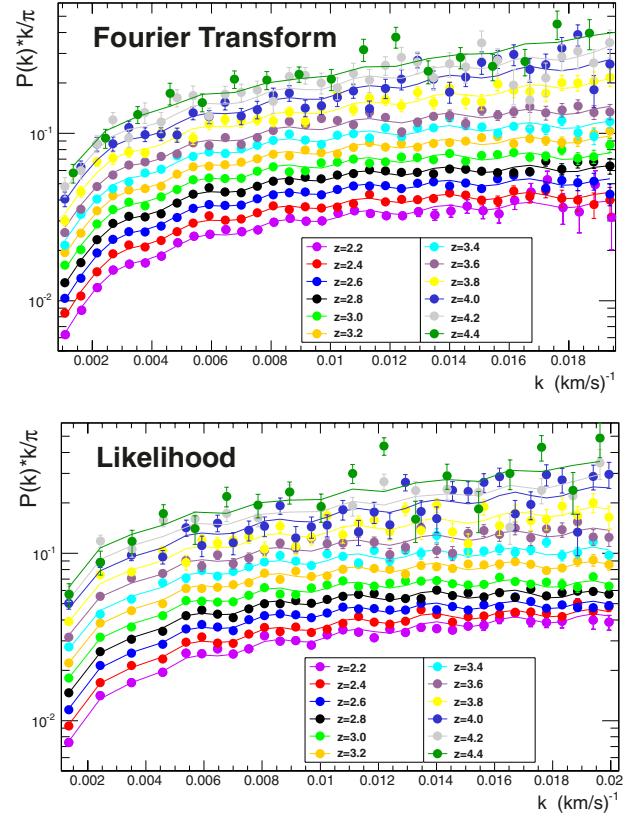 Fourier Transform
P(k)*k/π
10⁻¹
10⁻²
z=2.2 z=3.4
z=2.4 z=3.6
z=2.6 z=3.8
z=2.8 z=4.0
z=3.0 z=4.2
z=3.2 z=4.4
0.002 0.004 0.006 0.008 0.01 0.012 0.014 0.016 0.018
k (km/s)⁻¹
Likelihood
P(k)*k/π
10⁻¹
10⁻²
z=2.2 z=3.4
z=2.4 z=3.6
z=2.6 z=3.8
z=2.8 z=4.0
z=3.0 z=4.2
z=3.2 z=4.4
0.002 0.004 0.006 0.008 0.01 0.012 0.014 0.016 0.018 0.02
k (km/s)⁻¹